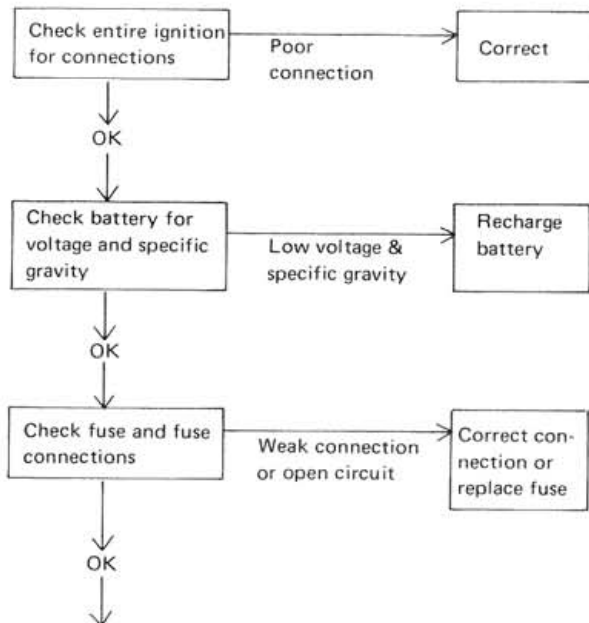 Check entire ignition
for connections
Poor
connection
Correct
OK
Check battery for
voltage and specific
gravity
Low voltage &
specific gravity
Recharge
battery
OK
Check fuse and fuse
connections
Weak connection
or open circuit
Correct con-
nection or
replace fuse
OK